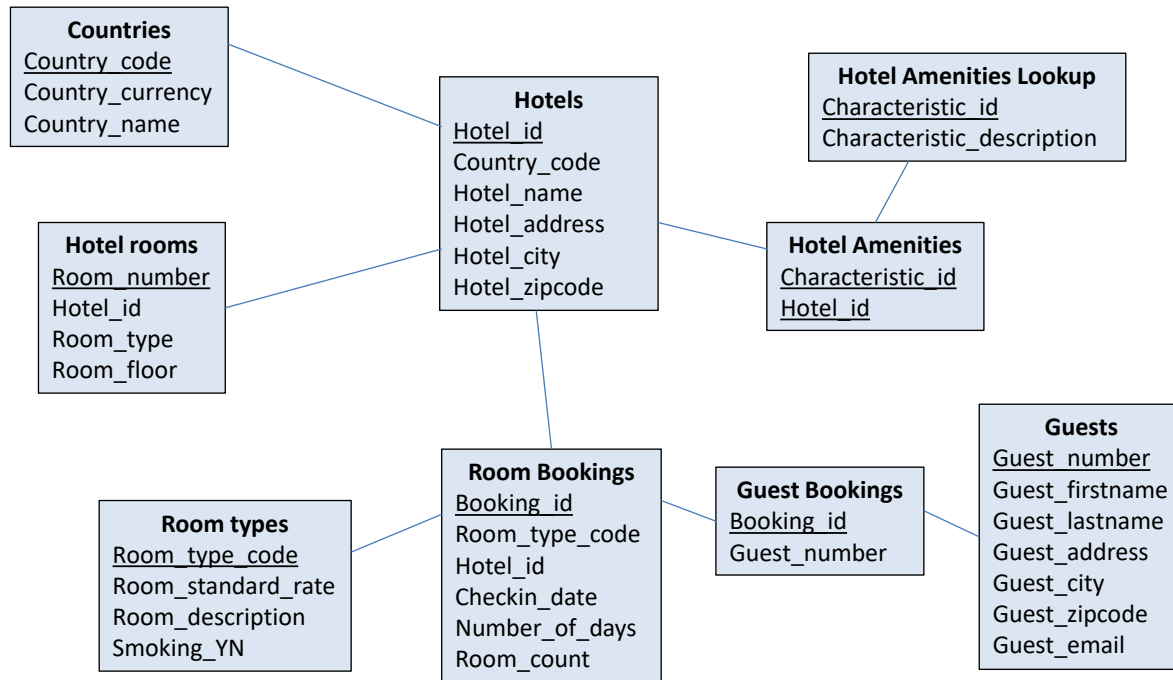 Countries
Country_code
Country_currency
Country_name
Hotels
Hotel_id
Country_code
Hotel_name
Hotel_address
Hotel_city
Hotel_zipcode
Hotel Amenities Lookup
Characteristic_id
Characteristic_description
Hotel rooms
Room_number
Hotel_id
Room_type
Room_floor
Hotel Amenities
Characteristic_id
Hotel_id
Room types
Room_type_code
Room_standard_rate
Room_description
Smoking_YN
Room Bookings
Booking_id
Room_type_code
Hotel_id
Checkin_date
Number_of_days
Room_count
Guest Bookings
Booking_id
Guest_number
Guests
Guest_number
Guest_firstname
Guest_lastname
Guest_address
Guest_city
Guest_zipcode
Guest_email